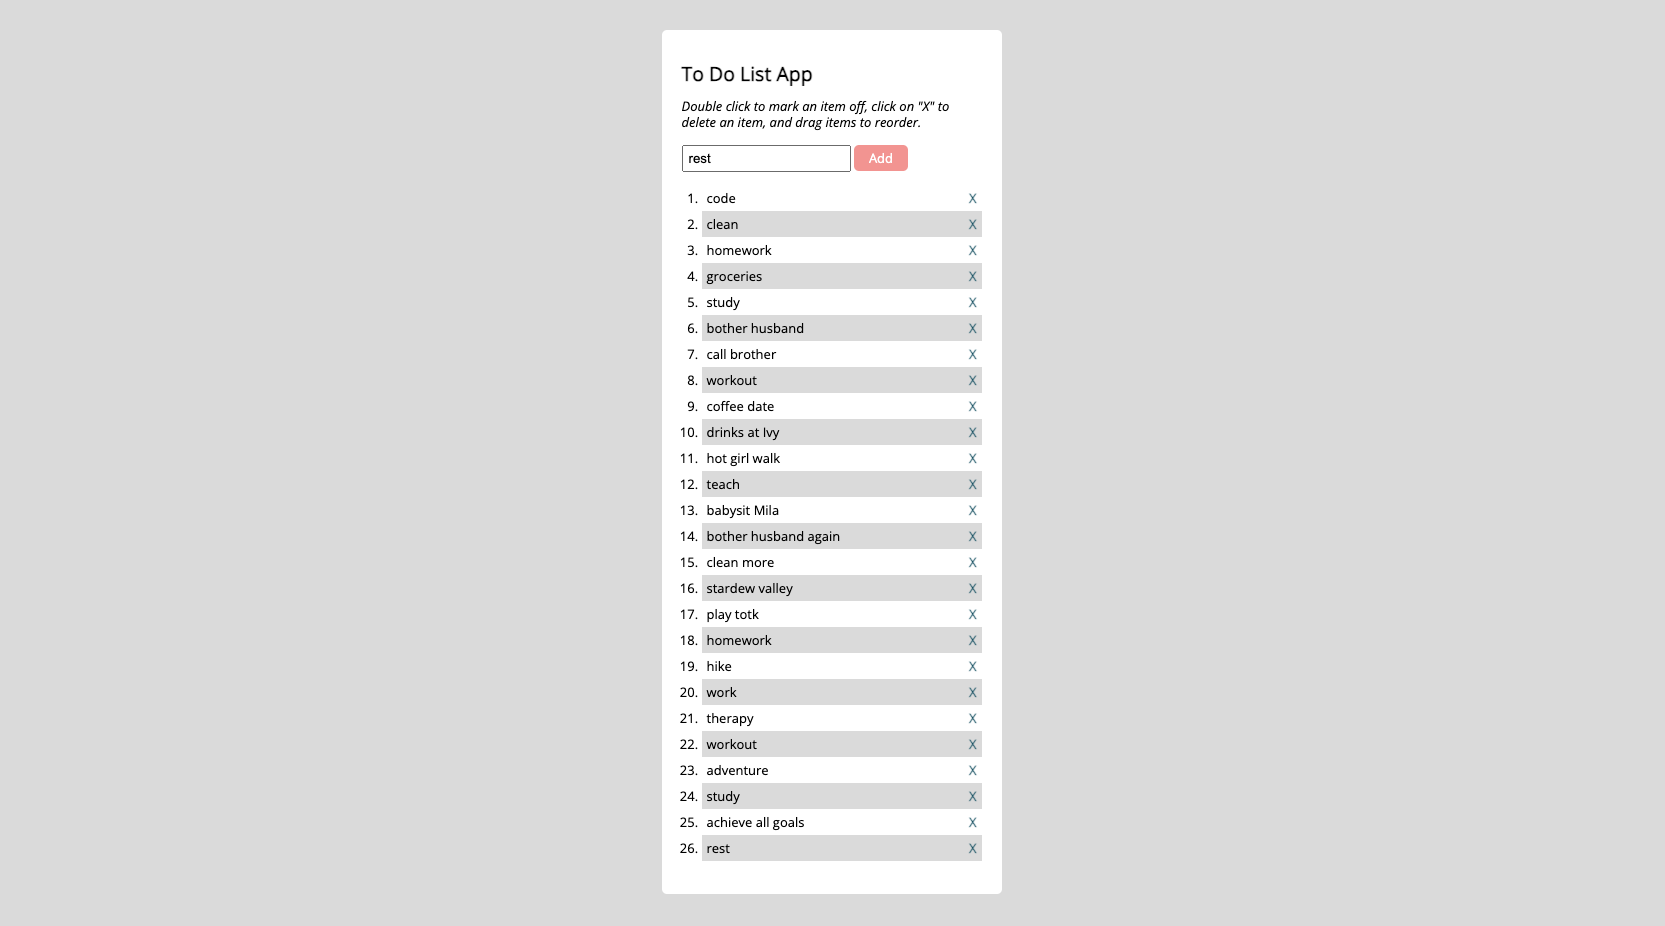 To Do List App
Double click to mark an item off, click on "X" to
delete an item, and drag items to reorder.
rest Add
1. code X
2. clean X
3. homework X
4. groceries X
5. study X
6. bother husband X
7. call brother X
8. workout X
9. coffee date X
10. drinks at Ivy X
11. hot girl walk X
12. teach X
13. babysit Mila X
14. bother husband again X
15. clean more X
16. stardew valley X
17. play totk X
18. homework X
19. hike X
20. work X
21. therapy X
22. workout X
23. adventure X
24. study X
25. achieve all goals X
26. rest X